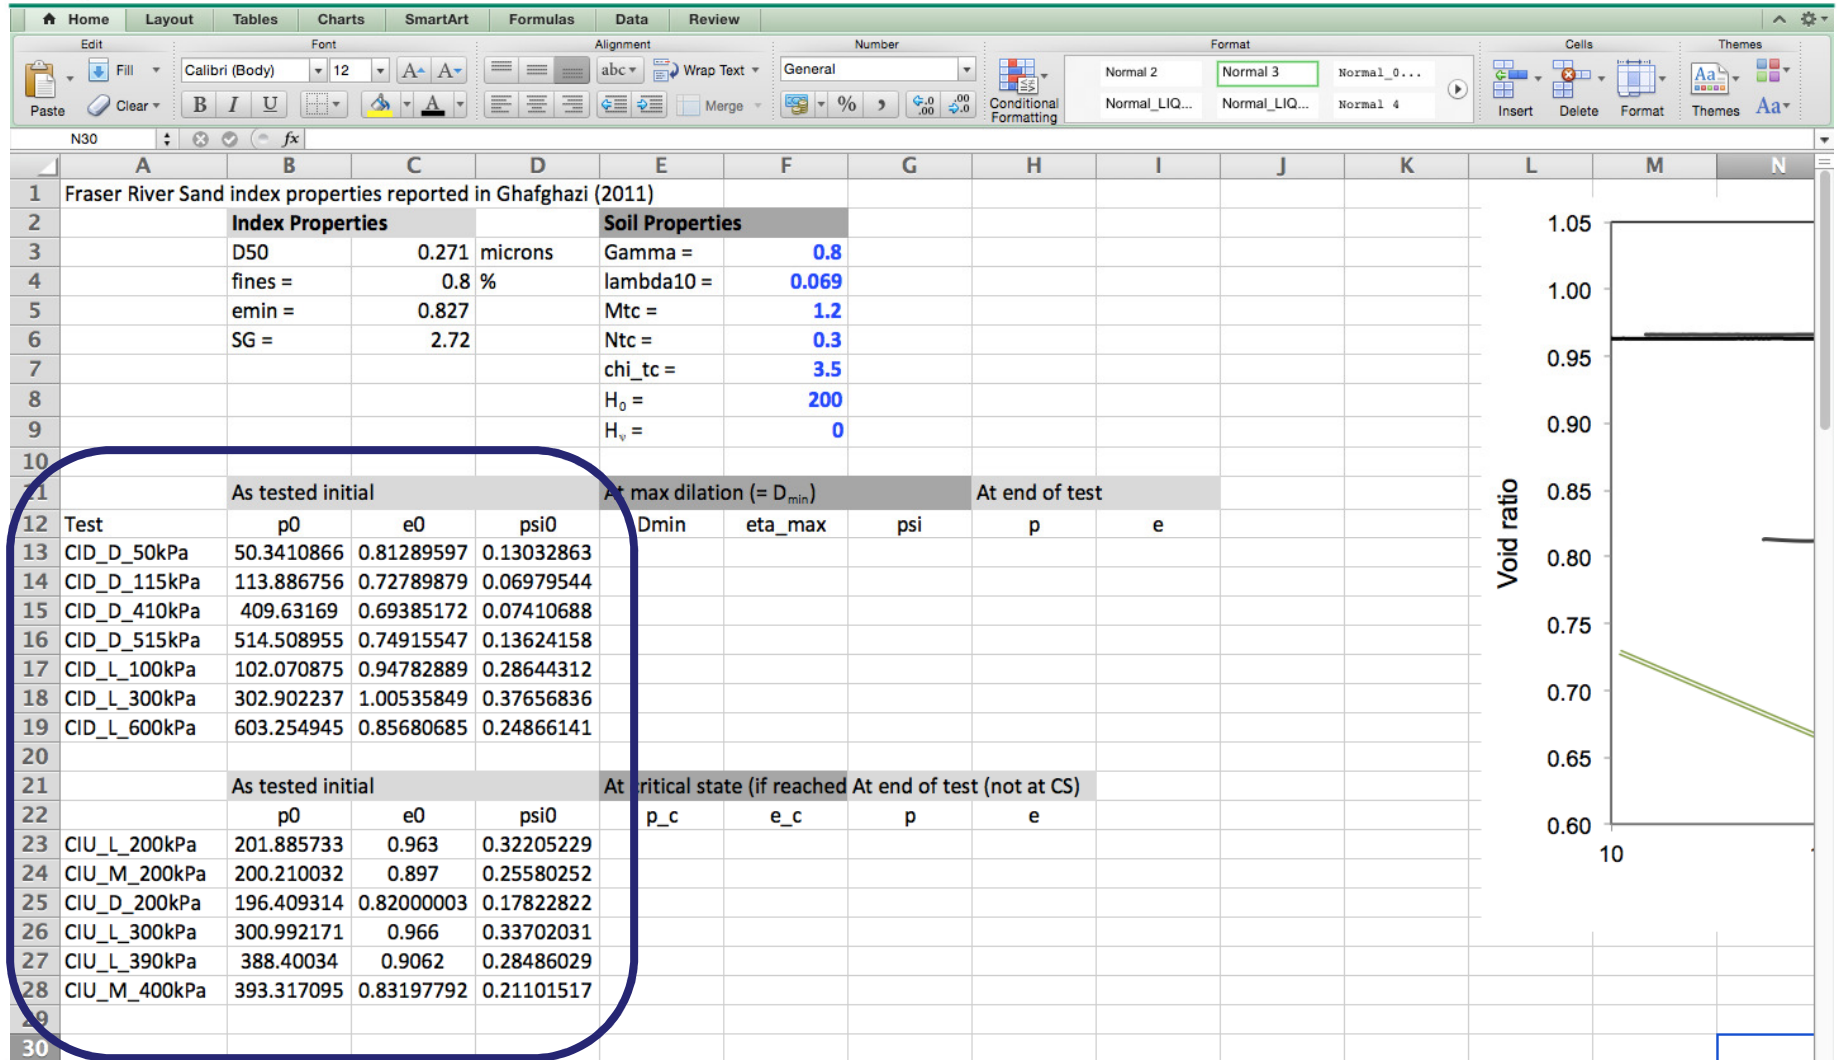 Home Layout Tables Charts SmartArt Formulas Data Review
Edit Font Alignment Number Format Cells Themes
Fill Calibri (Body) 12 A A abc Wrap Text General Normal 2 Normal 3 Normal_0... Aa
Paste Clear B I U A Merge % , .0 .00 .00 .0 Conditional Formatting Normal_LIQ... Normal_LIQ... Normal 4 Insert Delete Format Themes Aa
N30 fx
A B C D E F G H I J K L M N
1 Fraser River Sand index properties reported in Ghafghazi (2011)
2 Index Properties Soil Properties
3 D50 0.271 microns Gamma = 0.8
4 fines = 0.8 % lambda10 = 0.069
5 emin = 0.827 Mtc = 1.2
6 SG = 2.72 Ntc = 0.3
7 chi_tc = 3.5
8 H0 = 200
9 Hv = 0
10
11 As tested initial At max dilation (= Dmin) At end of test
12 Test p0 e0 psi0 Dmin eta_max psi p e
13 CID_D_50kPa 50.3410866 0.81289597 0.13032863
14 CID_D_115kPa 113.886756 0.72789879 0.06979544
15 CID_D_410kPa 409.63169 0.69385172 0.07410688
16 CID_D_515kPa 514.508955 0.74915547 0.13624158
17 CID_L_100kPa 102.070875 0.94782889 0.28644312
18 CID_L_300kPa 302.902237 1.00535849 0.37656836
19 CID_L_600kPa 603.254945 0.85680685 0.24866141
20
21 As tested initial At critical state (if reached At end of test (not at CS)
22 p0 e0 psi0 p_c e_c p e
23 CIU_L_200kPa 201.885733 0.963 0.32205229
24 CIU_M_200kPa 200.210032 0.897 0.25580252
25 CIU_D_200kPa 196.409314 0.82000003 0.17822822
26 CIU_L_300kPa 300.992171 0.966 0.33702031
27 CIU_L_390kPa 388.40034 0.9062 0.28486029
28 CIU_M_400kPa 393.317095 0.83197792 0.21101517
29
30
Void ratio
1.05
1.00
0.95
0.90
0.85
0.80
0.75
0.70
0.65
0.60
10